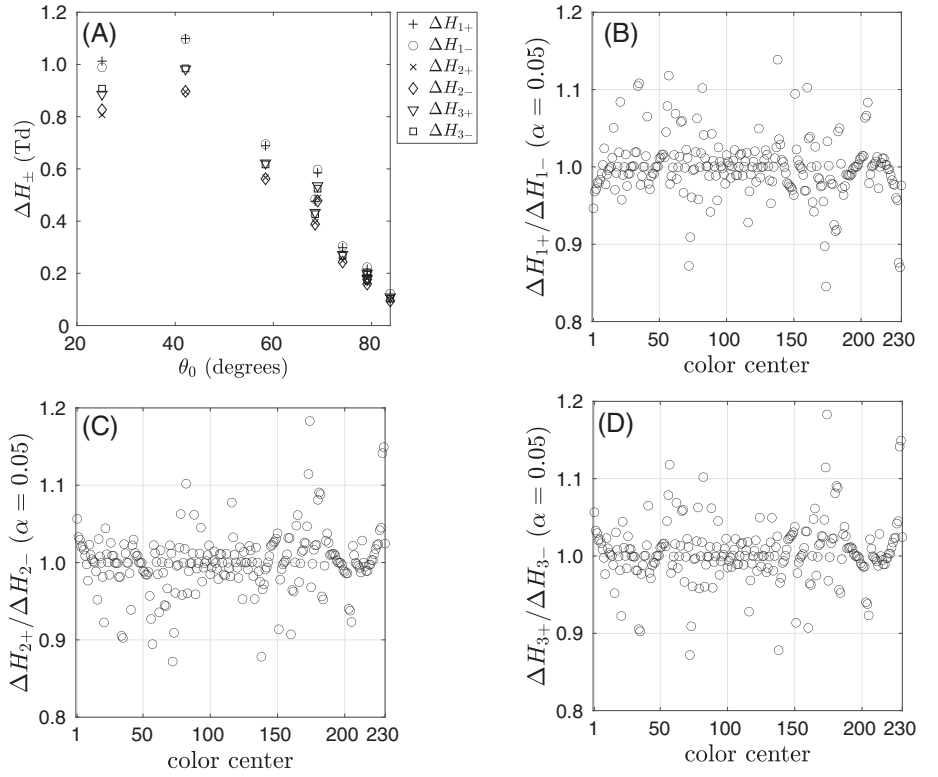 (A)
1.2
1.0
0.8
0.6
0.4
0.2
0
20
40
60
80
θ₀ (degrees)
ΔH± (Td)
ΔH₁₊
ΔH₁₋
ΔH₂₊
ΔH₂₋
ΔH₃₊
ΔH₃₋
(B)
1.2
1.1
1.0
0.9
0.8
1
50
100
150
200
230
color center
ΔH₁₊/ΔH₁₋ (α = 0.05)
(C)
1.2
1.1
1.0
0.9
0.8
1
50
100
150
200
230
color center
ΔH₂₊/ΔH₂₋ (α = 0.05)
(D)
1.2
1.1
1.0
0.9
0.8
1
50
100
150
200
230
color center
ΔH₃₊/ΔH₃₋ (α = 0.05)